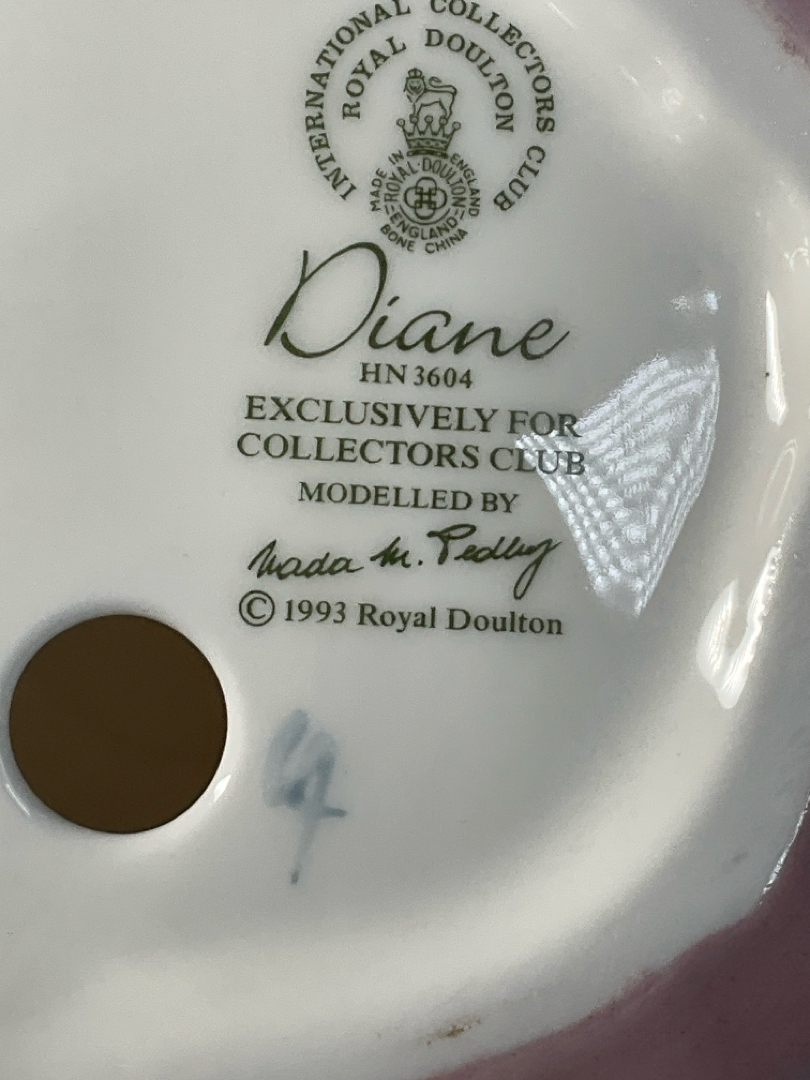 INTERNATIONAL COLLECTORS CLUB
ROYAL DOULTON
MADE IN ENGLAND
ROYAL·DOULTON
ENGLAND
BONE CHINA
Diane
HN 3604
EXCLUSIVELY FOR
COLLECTORS CLUB
MODELLED BY
Nada M. Pedley
© 1993 Royal Doulton